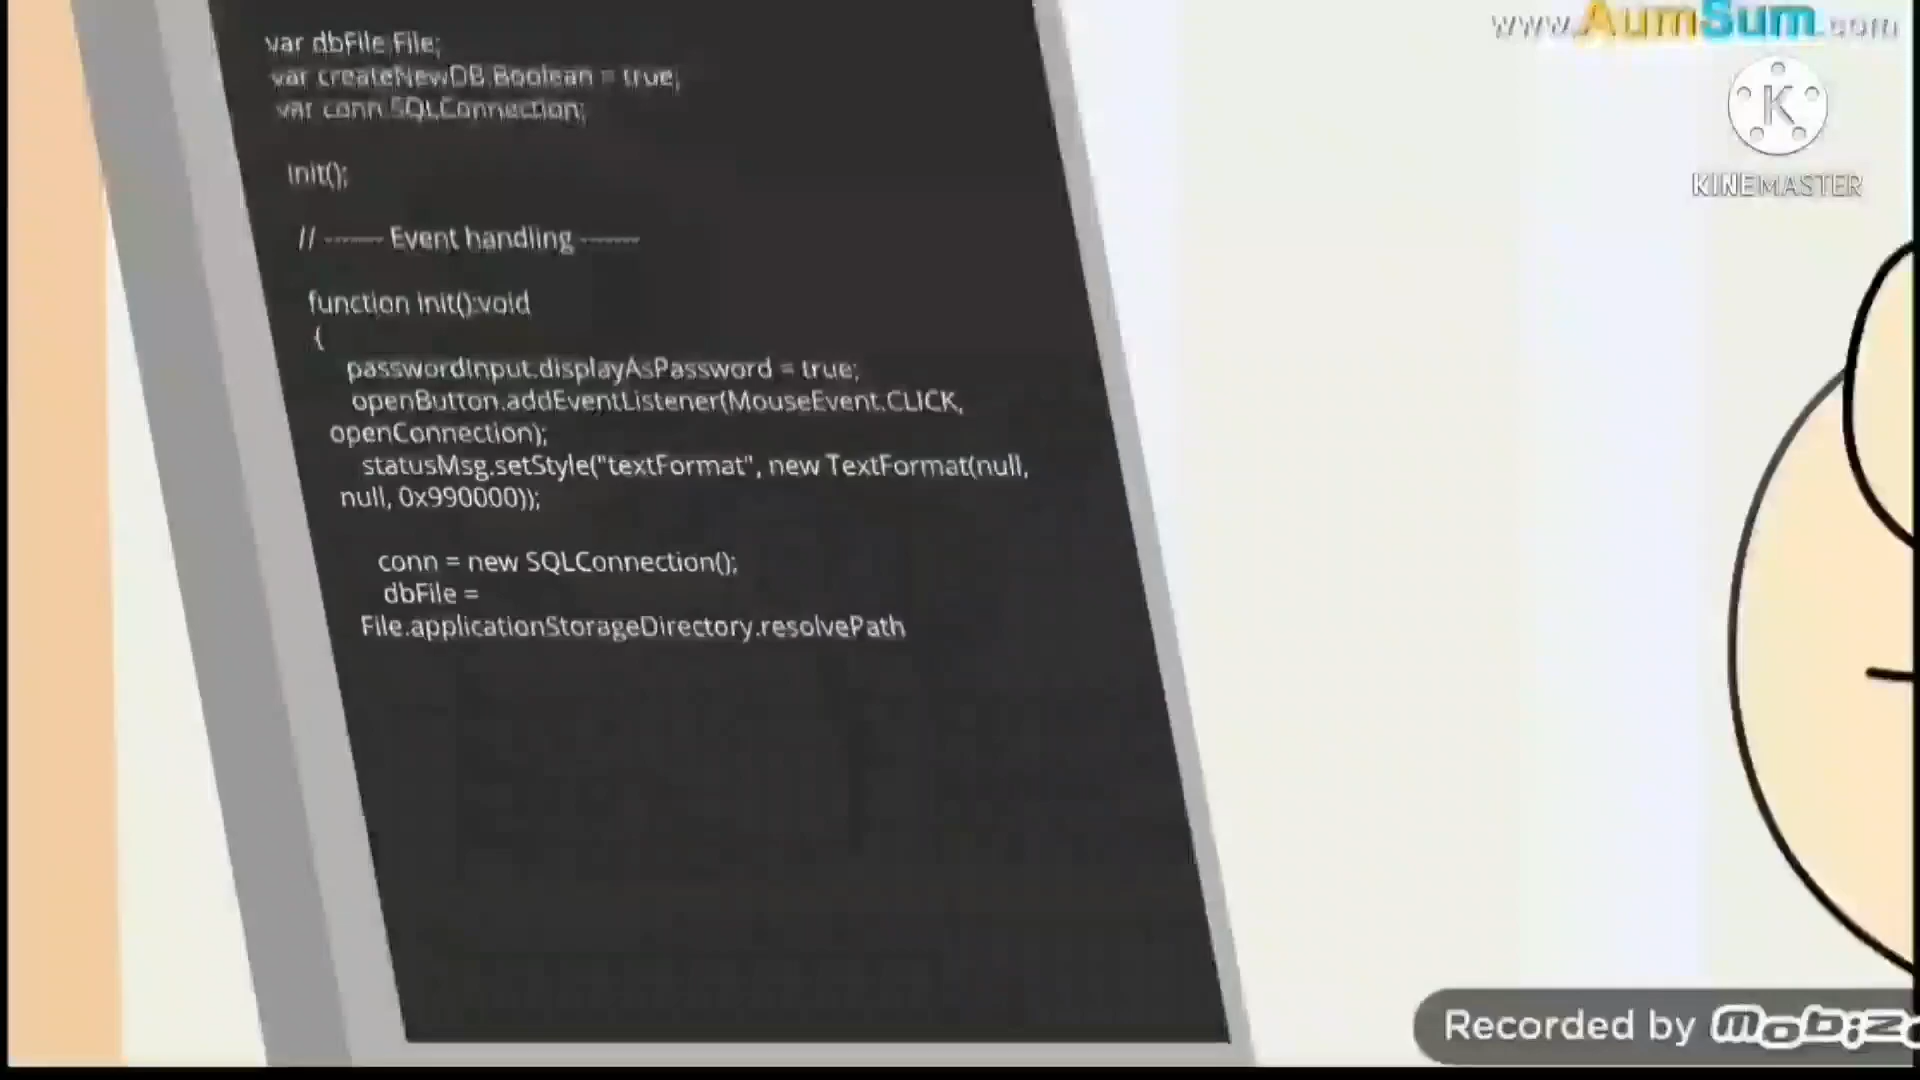 www.AumSum.com
K
KINEMASTER
var dbFile:File;
var createNewDB:Boolean = true;
var conn:SQLConnection;
init();
// ------- Event handling -------
function init():void
{
passwordInput.displayAsPassword = true;
openButton.addEventListener(MouseEvent.CLICK,
openConnection);
statusMsg.setStyle("textFormat", new TextFormat(null,
null, 0x990000));
conn = new SQLConnection();
dbFile =
File.applicationStorageDirectory.resolvePath
Recorded by